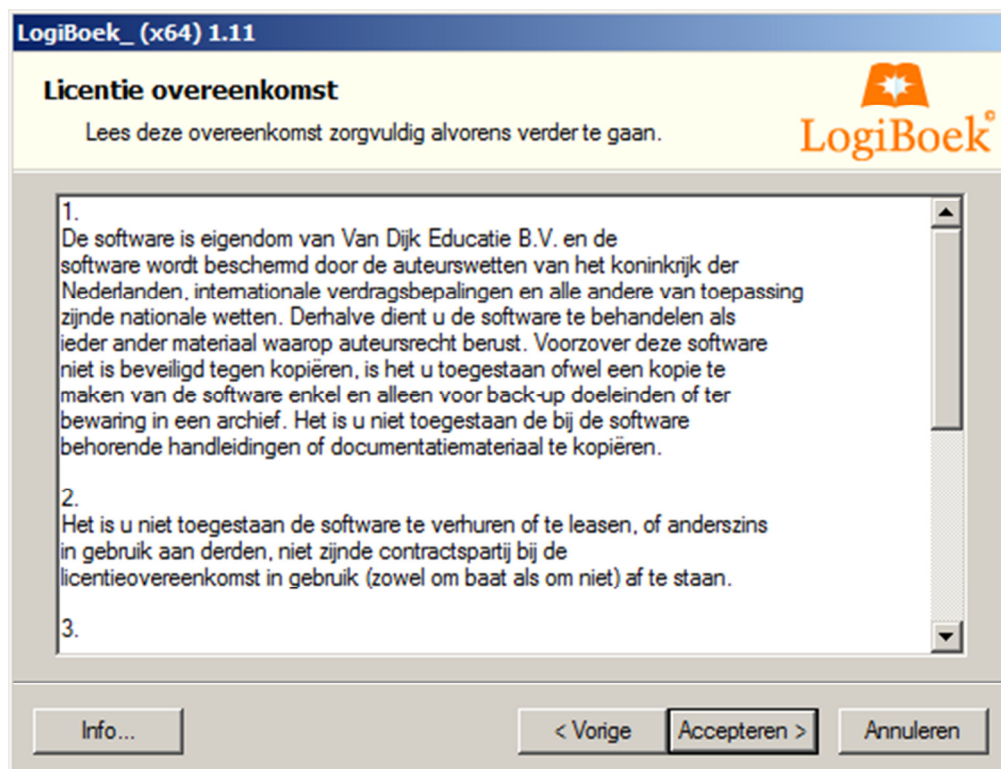 LogiBoek_ (x64) 1.11
Licentie overeenkomst
Lees deze overeenkomst zorgvuldig alvorens verder te gaan.
LogiBoek©
1.
De software is eigendom van Van Dijk Educatie B.V. en de
software wordt beschermd door de auteurswetten van het koninkrijk der
Nederlanden, internationale verdragsbepalingen en alle andere van toepassing
zijnde nationale wetten. Derhalve dient u de software te behandelen als
ieder ander materiaal waarop auteursrecht berust. Voorzover deze software
niet is beveiligd tegen kopiëren, is het u toegestaan ofwel een kopie te
maken van de software enkel en alleen voor back-up doeleinden of ter
bewaring in een archief. Het is u niet toegestaan de bij de software
behorende handleidingen of documentatiemateriaal te kopiëren.
2.
Het is u niet toegestaan de software te verhuren of te leasen, of anderszins
in gebruik aan derden, niet zijnde contractspartij bij de
licentieovereenkomst in gebruik (zowel om baat als om niet) af te staan.
3.
Info...
< Vorige
Accepteren >
Annuleren